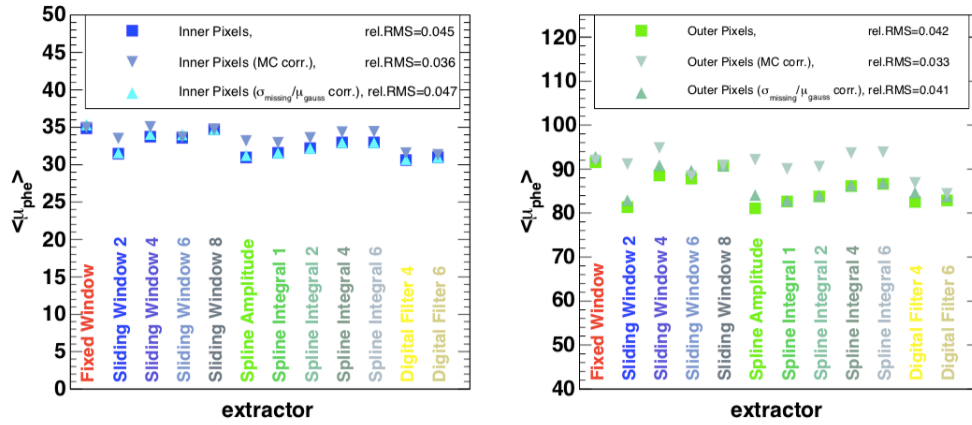 50
45
40
35
30
25
20
15
10
5
0
<μphe>
Inner Pixels, rel.RMS=0.045
Inner Pixels (MC corr.), rel.RMS=0.036
Inner Pixels (σmissing/μgauss corr.), rel.RMS=0.047
Fixed Window
Sliding Window 2
Sliding Window 4
Sliding Window 6
Sliding Window 8
Spline Amplitude
Spline Integral 1
Spline Integral 2
Spline Integral 4
Spline Integral 6
Digital Filter 4
Digital Filter 6
extractor
120
110
100
90
80
70
60
50
40
<μphe>
Outer Pixels, rel.RMS=0.042
Outer Pixels (MC corr.), rel.RMS=0.033
Outer Pixels (σmissing/μgauss corr.), rel.RMS=0.041
Fixed Window
Sliding Window 2
Sliding Window 4
Sliding Window 6
Sliding Window 8
Spline Amplitude
Spline Integral 1
Spline Integral 2
Spline Integral 4
Spline Integral 6
Digital Filter 4
Digital Filter 6
extractor